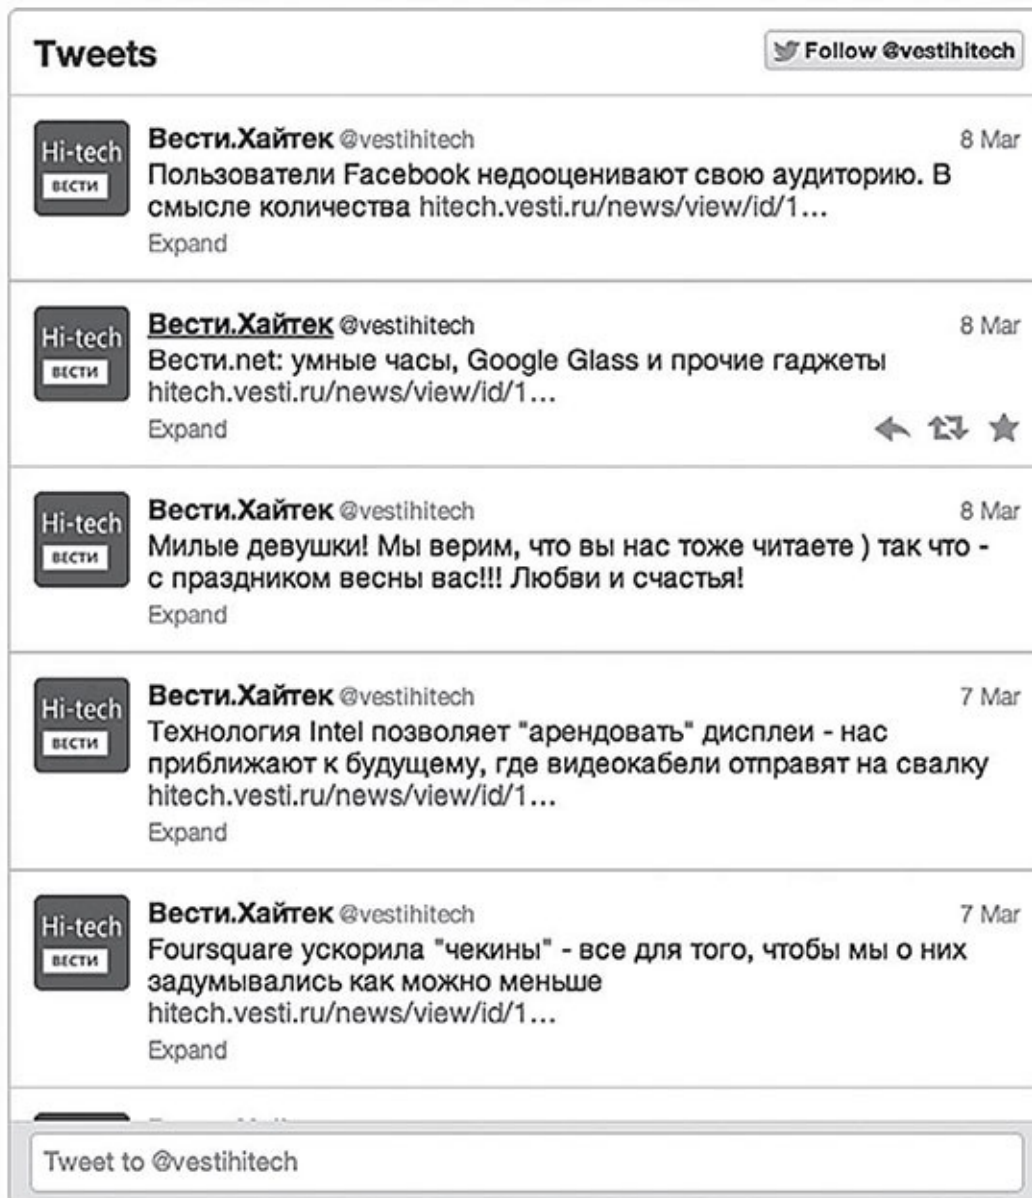 Tweets
Follow @vestihitech
Hi-tech
ВЕСТИ
Вести.Хайтек @vestihitech
8 Mar
Пользователи Facebook недооценивают свою аудиторию. В
смысле количества hitech.vesti.ru/news/view/id/1...
Expand
Hi-tech
ВЕСТИ
Вести.Хайтек @vestihitech
8 Mar
Вести.net: умные часы, Google Glass и прочие гаджеты
hitech.vesti.ru/news/view/id/1...
Expand
Hi-tech
ВЕСТИ
Вести.Хайтек @vestihitech
8 Mar
Милые девушки! Мы верим, что вы нас тоже читаете ) так что -
с праздником весны вас!!! Любви и счастья!
Expand
Hi-tech
ВЕСТИ
Вести.Хайтек @vestihitech
7 Mar
Технология Intel позволяет "арендовать" дисплеи - нас
приближают к будущему, где видеокабели отправят на свалку
hitech.vesti.ru/news/view/id/1...
Expand
Hi-tech
ВЕСТИ
Вести.Хайтек @vestihitech
7 Mar
Foursquare ускорила "чекины" - все для того, чтобы мы о них
задумывались как можно меньше
hitech.vesti.ru/news/view/id/1...
Expand
Tweet to @vestihitech